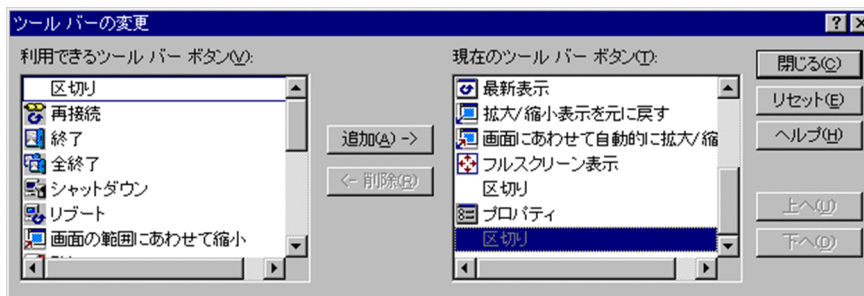 ツール バーの変更
利用できるツール バー ボタン(V):
区切り
再接続
終了
全終了
シャットダウン
リブート
画面の範囲にあわせて縮小
追加(A) ->
<- 削除(R)
現在のツール バー ボタン(T):
最新表示
拡大/縮小表示を元に戻す
画面にあわせて自動的に拡大/縮
フルスクリーン表示
区切り
プロパティ
区切り
閉じる(C)
リセット(E)
ヘルプ(H)
上へ(U)
下へ(D)